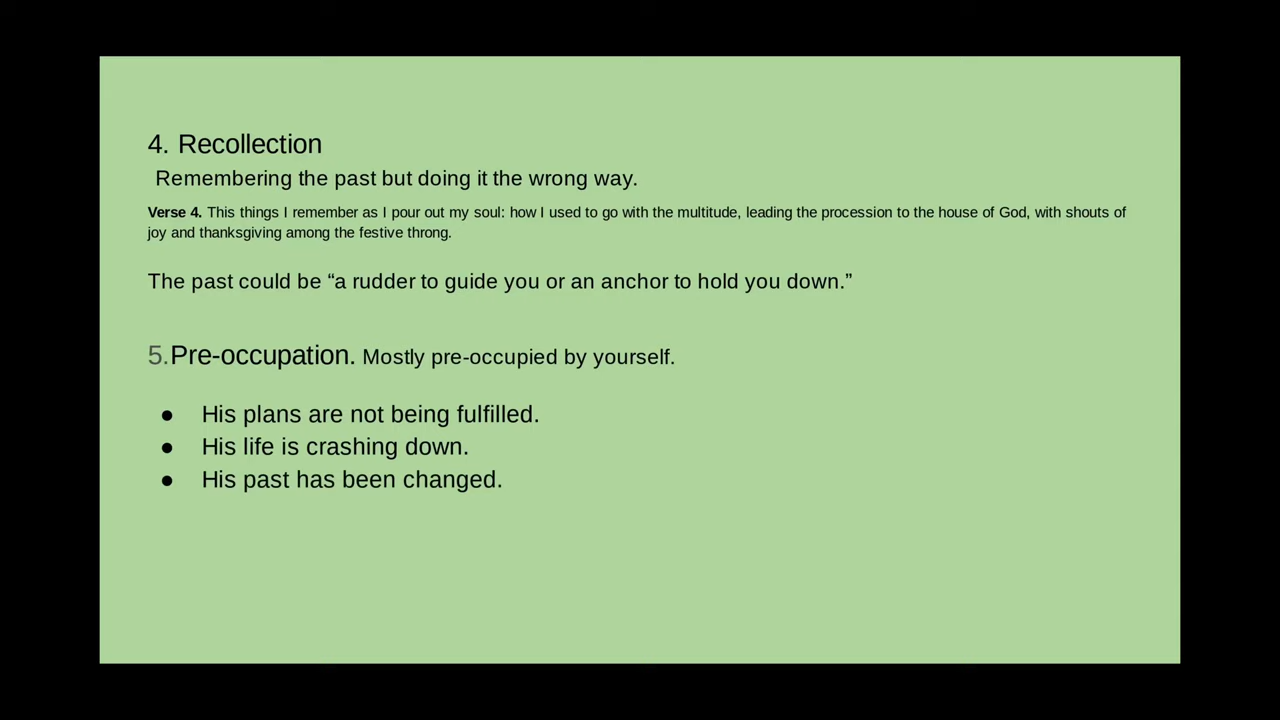 4. Recollection
Remembering the past but doing it the wrong way.
Verse 4. This things I remember as I pour out my soul: how I used to go with the multitude, leading the procession to the house of God, with shouts of
joy and thanksgiving among the festive throng.
The past could be “a rudder to guide you or an anchor to hold you down.”
5.Pre-occupation. Mostly pre-occupied by yourself.
● His plans are not being fulfilled.
● His life is crashing down.
● His past has been changed.